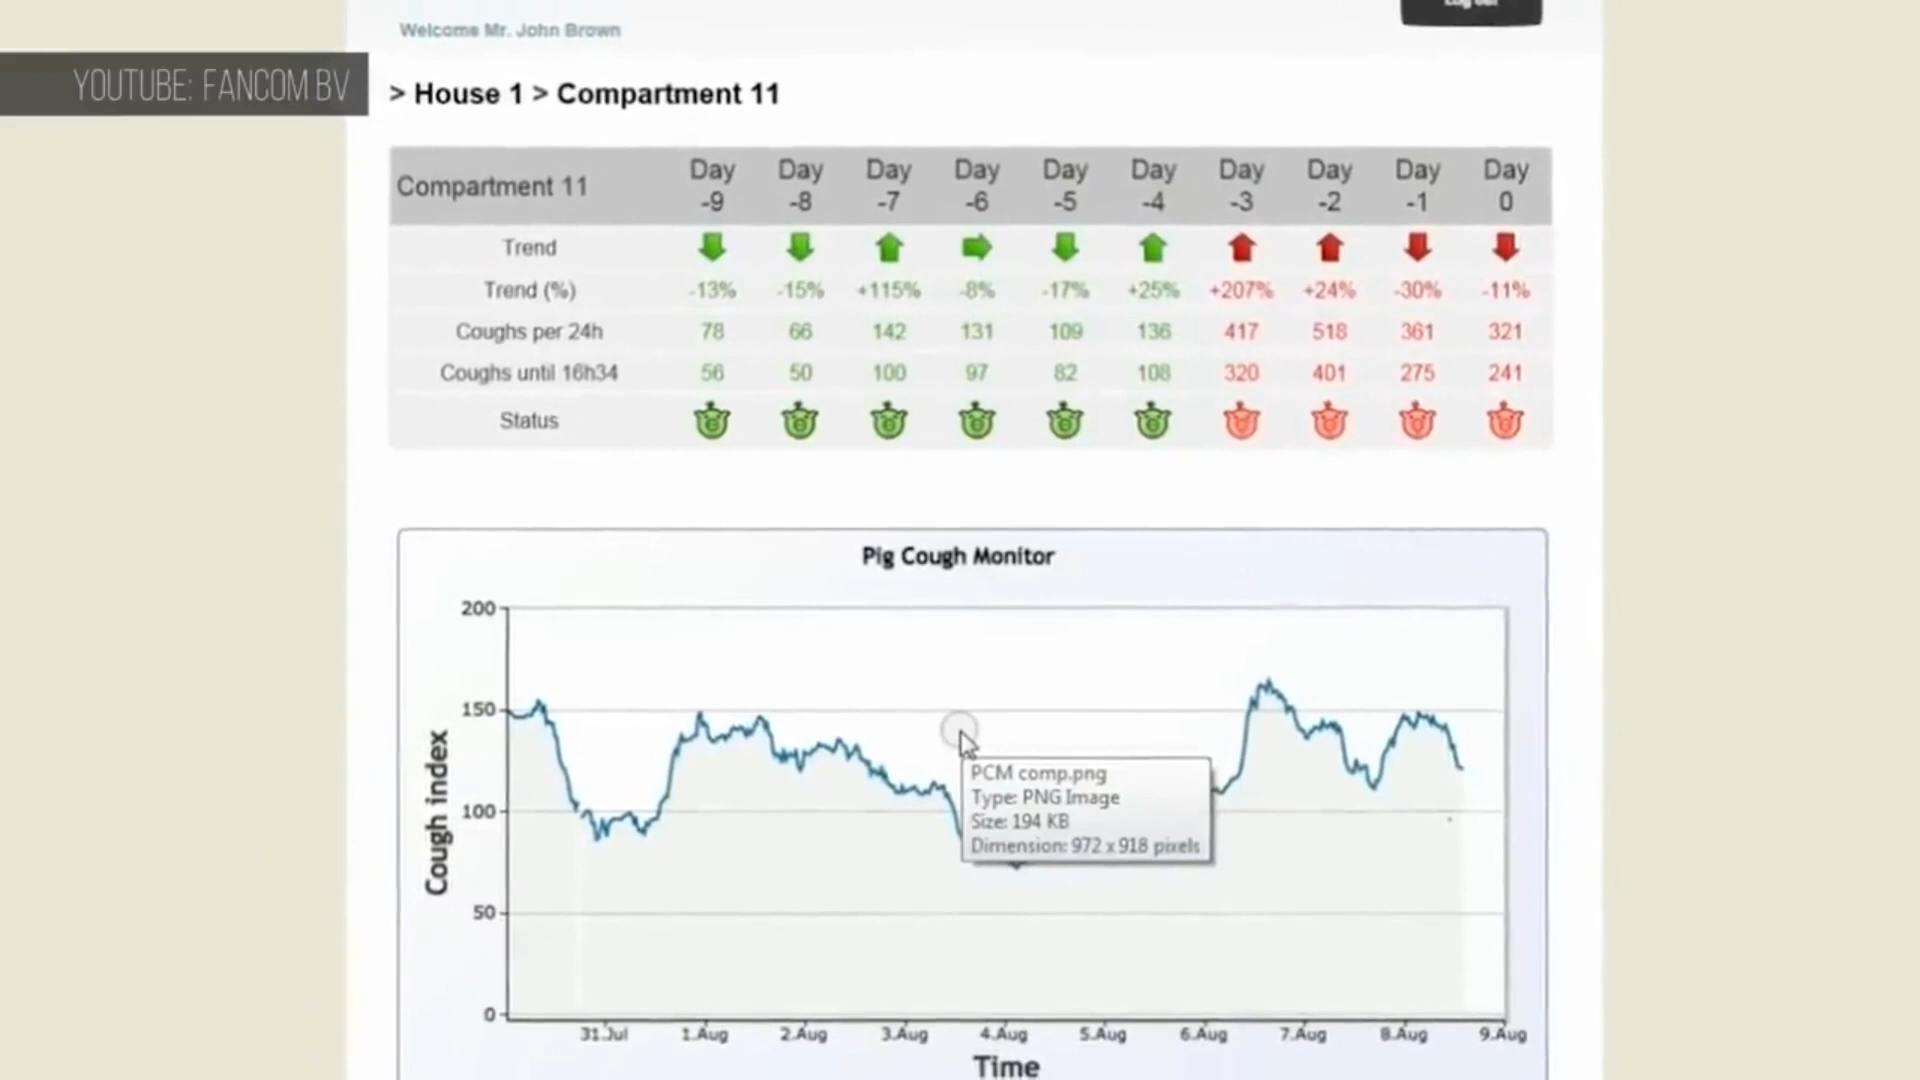 Log out
Welcome Mr. John Brown
YOUTUBE: FANCOM BV
> House 1 > Compartment 11
Compartment 11 Day -9 Day -8 Day -7 Day -6 Day -5 Day -4 Day -3 Day -2 Day -1 Day 0
Trend
Trend (%) -13% -15% +115% -8% -17% +25% +207% +24% -30% -11%
Coughs per 24h 78 66 142 131 109 136 417 518 361 321
Coughs until 16h34 56 50 100 97 82 108 320 401 275 241
Status
Pig Cough Monitor
200
150
100
50
0
Cough index
PCM comp.png
Type: PNG Image
Size: 194 KB
Dimension: 972 x 918 pixels
31.Jul 1.Aug 2.Aug 3.Aug 4.Aug 5.Aug 6.Aug 7.Aug 8.Aug 9.Aug
Time